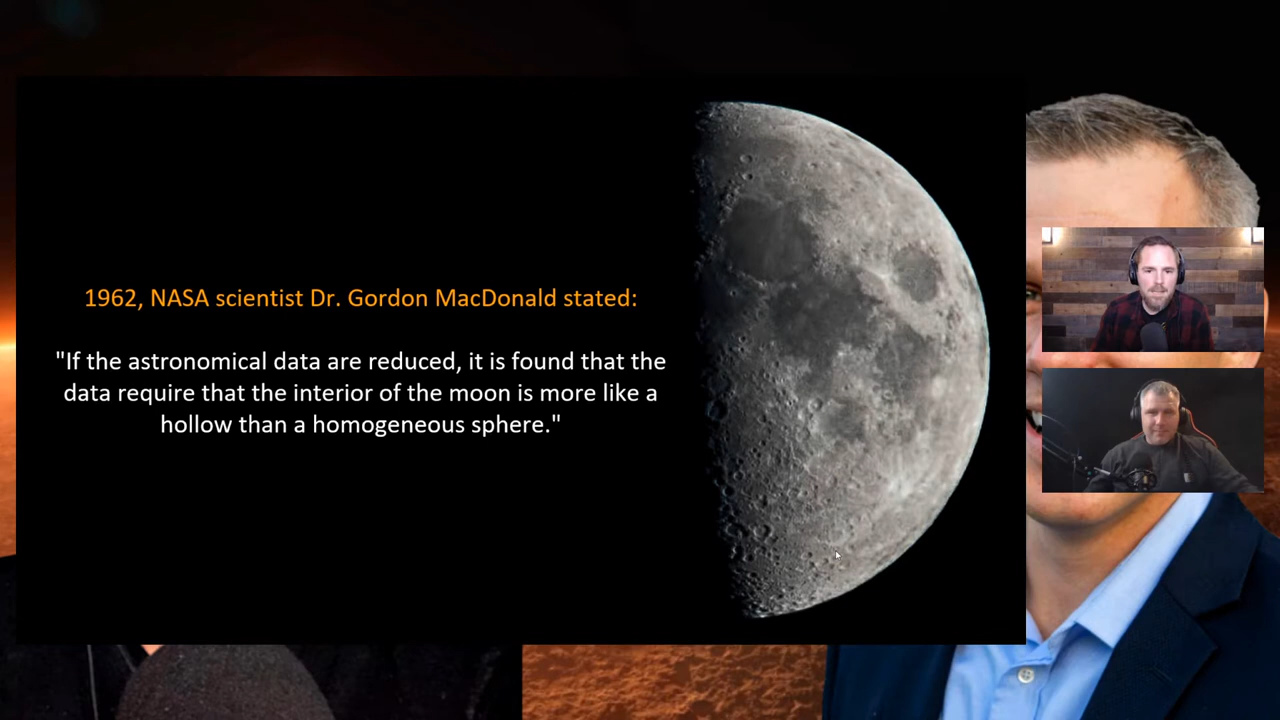 1962, NASA scientist Dr. Gordon MacDonald stated:
"If the astronomical data are reduced, it is found that the
data require that the interior of the moon is more like a
hollow than a homogeneous sphere."